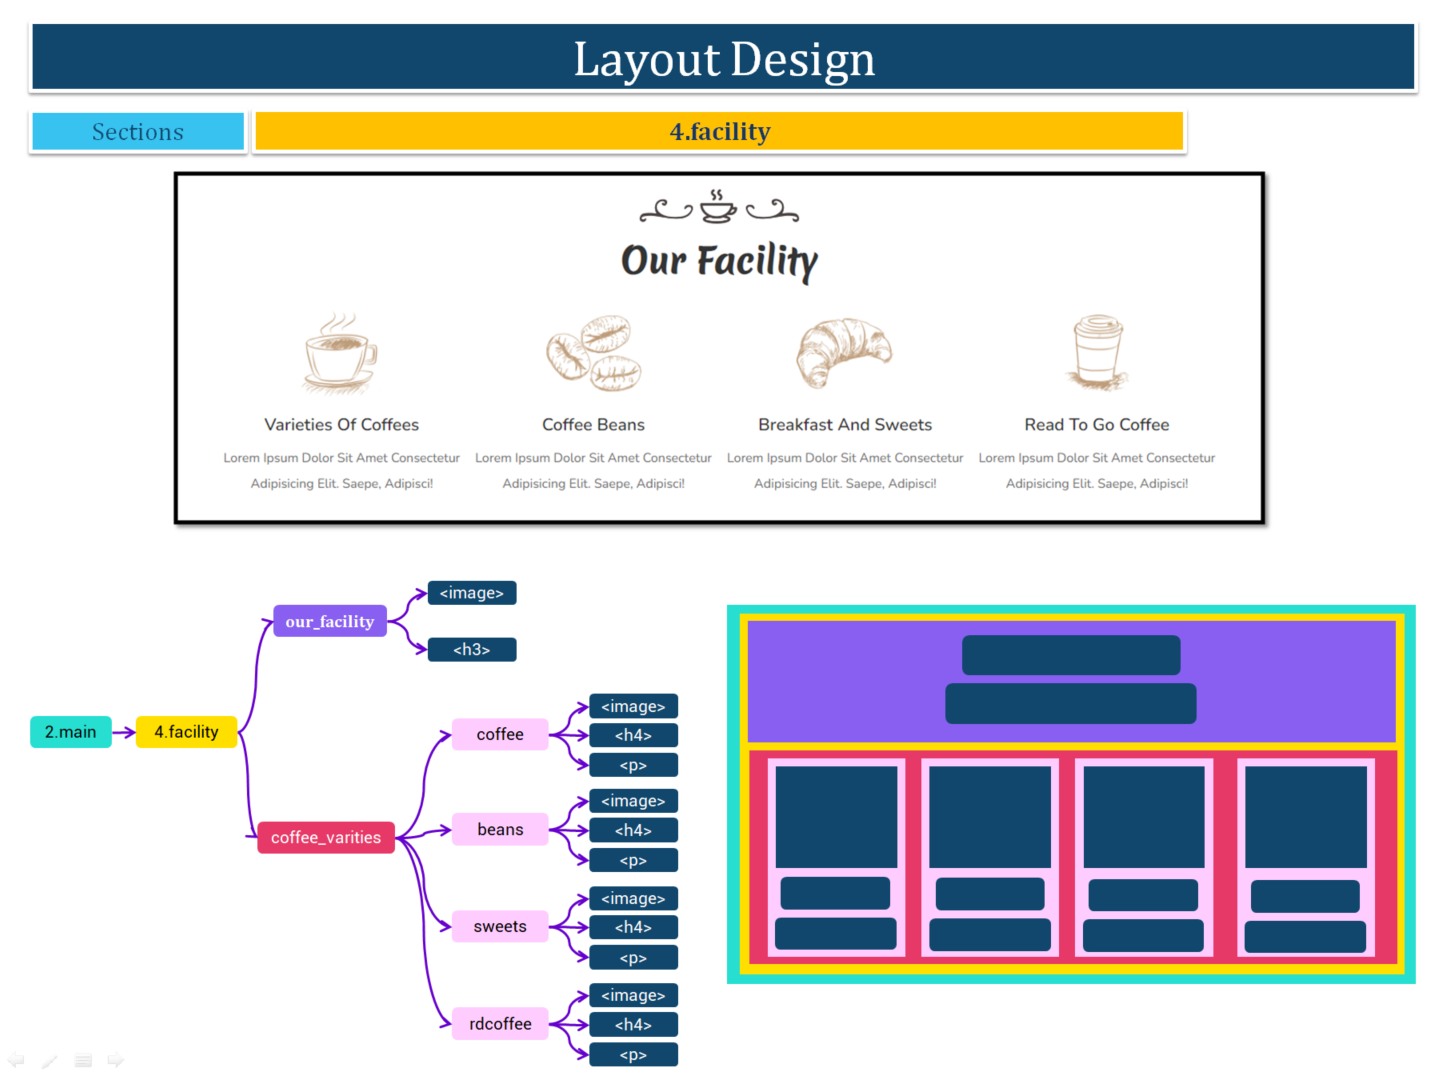 Layout Design
Sections
4.facility
Our Facility
Varieties Of Coffees
Coffee Beans
Breakfast And Sweets
Read To Go Coffee
Lorem Ipsum Dolor Sit Amet Consectetur
Adipisicing Elit. Saepe, Adipisci!
Lorem Ipsum Dolor Sit Amet Consectetur
Adipisicing Elit. Saepe, Adipisci!
Lorem Ipsum Dolor Sit Amet Consectetur
Adipisicing Elit. Saepe, Adipisci!
Lorem Ipsum Dolor Sit Amet Consectetur
Adipisicing Elit. Saepe, Adipisci!
2.main
4.facility
our_facility
<image>
<h3>
coffee_varities
coffee
<image>
<h4>
<p>
beans
<image>
<h4>
<p>
sweets
<image>
<h4>
<p>
rdcoffee
<image>
<h4>
<p>